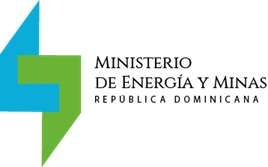 Ministerio
de Energía y Minas
REPÚBLICA DOMINICANA